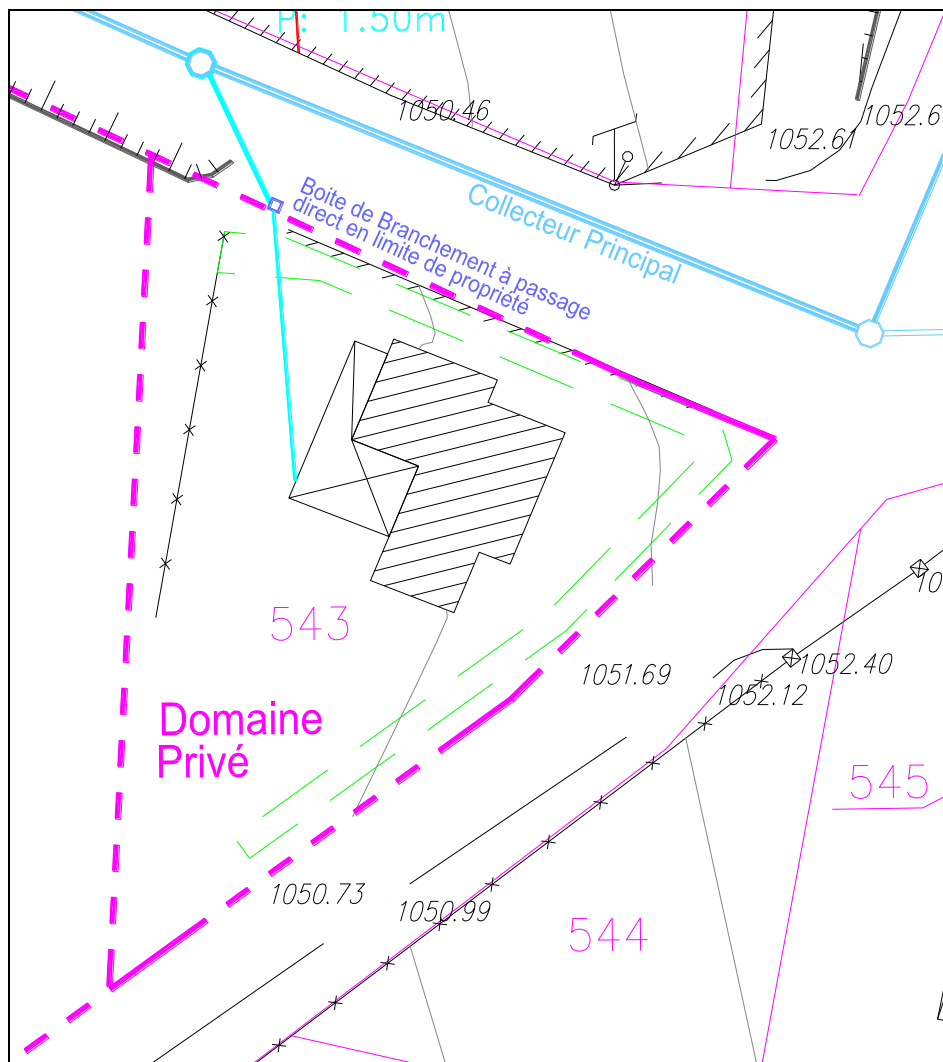 P: 1.50m
1050.46
1052.6
1052.61
Boite de Branchement à passage
direct en limite de propriété
Collecteur Principal
543
1051.69
1052.40
1052.12
10
Domaine
Privé
545
1050.73
1050.99
544